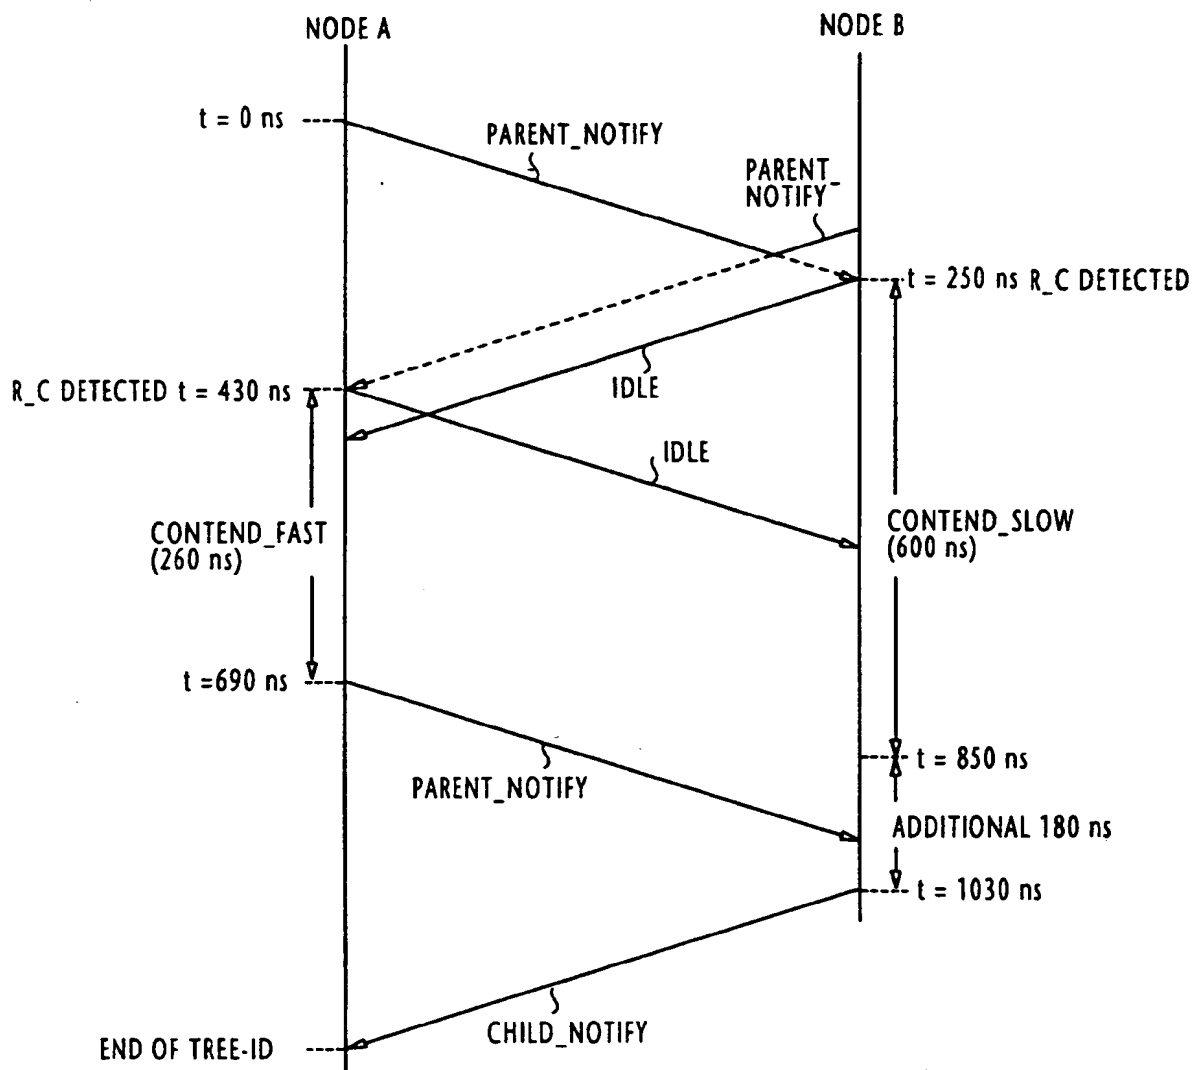 NODE A
NODE B
t = 0 ns
PARENT_NOTIFY
PARENT_
NOTIFY
t = 250 ns R_C DETECTED
IDLE
R_C DETECTED t = 430 ns
IDLE
CONTEND_FAST
(260 ns)
CONTEND_SLOW
(600 ns)
t =690 ns
PARENT_NOTIFY
t = 850 ns
ADDITIONAL 180 ns
t = 1030 ns
CHILD_NOTIFY
END OF TREE-ID